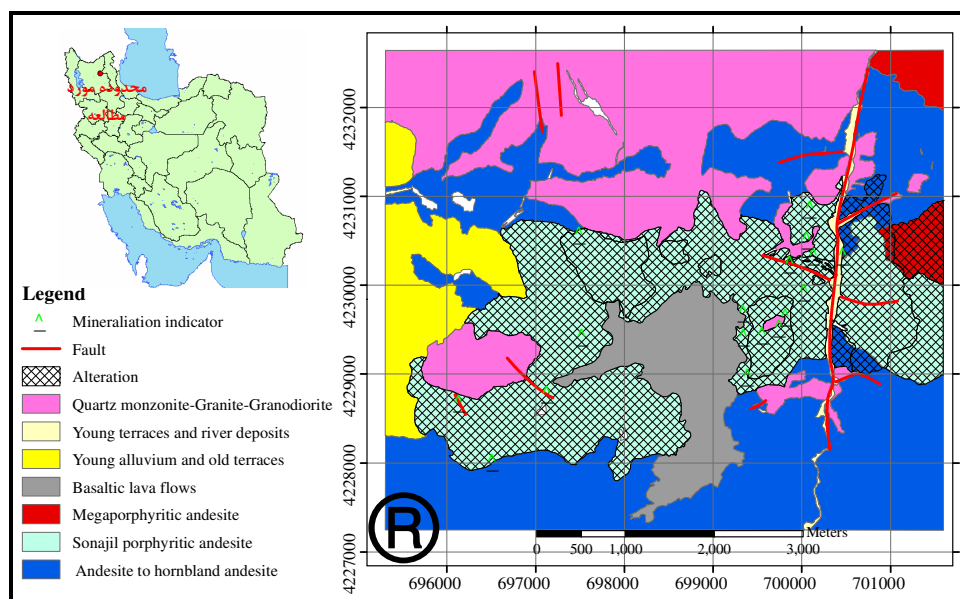 محدوده مورد
مطالعه
Legend
Mineraliation indicator
Fault
Alteration
Quartz monzonite-Granite-Granodiorite
Young terraces and river deposits
Young alluvium and old terraces
Basaltic lava flows
Megaporphyritic andesite
Sonajil porphyritic andesite
Andesite to hornbland andesite
4232000
4231000
4230000
4229000
4228000
4227000
R
Meters
0 500 1,000 2,000 3,000
696000 697000 698000 699000 700000 701000